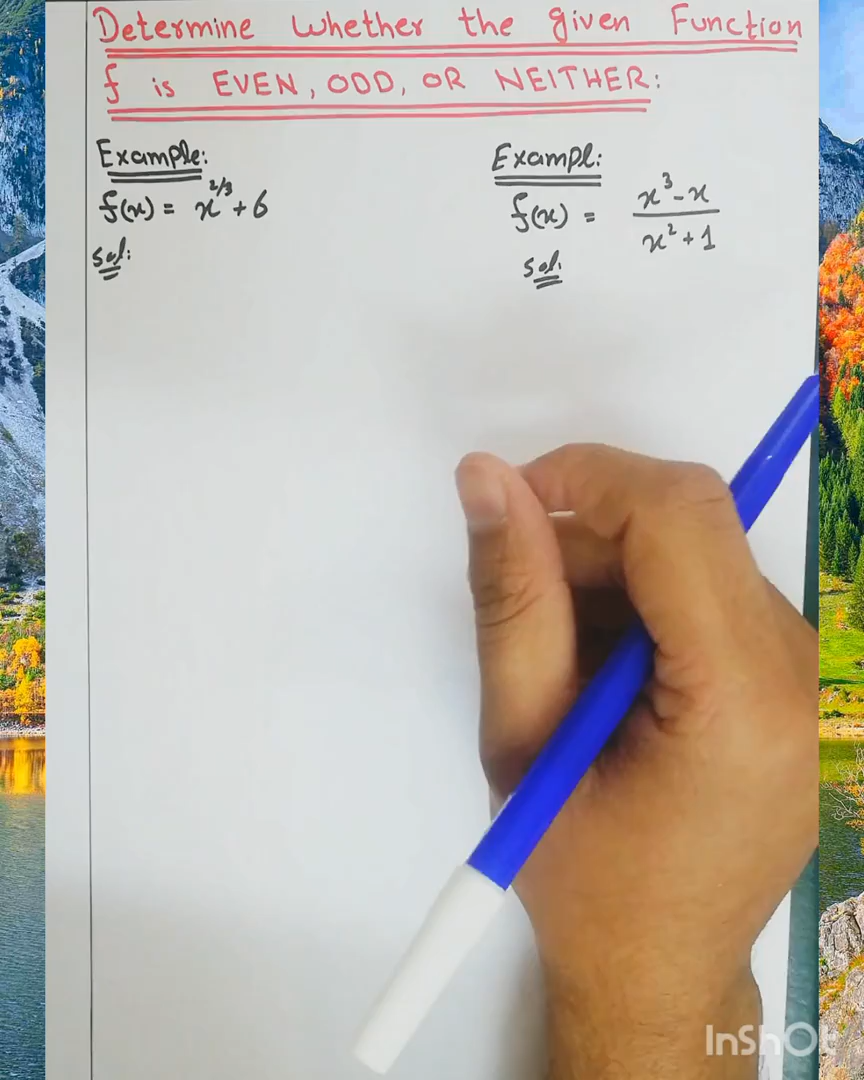 Determine whether the given Function
f is EVEN, ODD, OR NEITHER:
Example:
f(x) = x^{2/3} + 6
Sol:
Exampl:
f(x) = \frac{x^3 - x}{x^2 + 1}
Sol:
InShOt